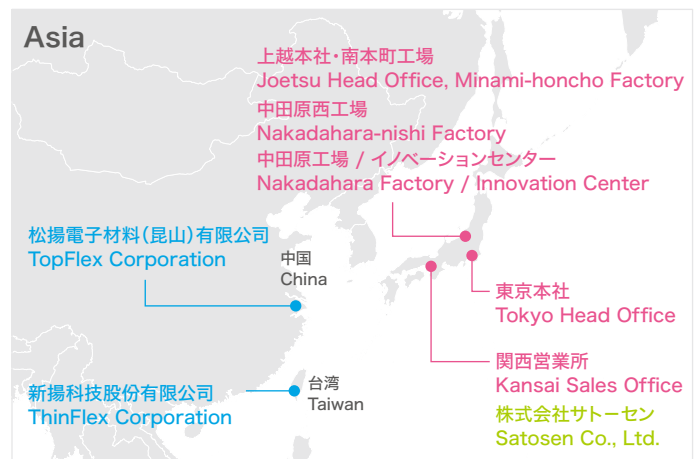 Asia
上越本社・南本町工場
Joetsu Head Office, Minami-honcho Factory
中田原西工場
Nakadahara-nishi Factory
中田原工場 / イノベーションセンター
Nakadahara Factory / Innovation Center
松揚電子材料（昆山）有限公司
TopFlex Corporation
中国
China
東京本社
Tokyo Head Office
関西営業所
Kansai Sales Office
株式会社サトーセン
Satosen Co., Ltd.
台湾
Taiwan
新揚科技股份有限公司
ThinFlex Corporation